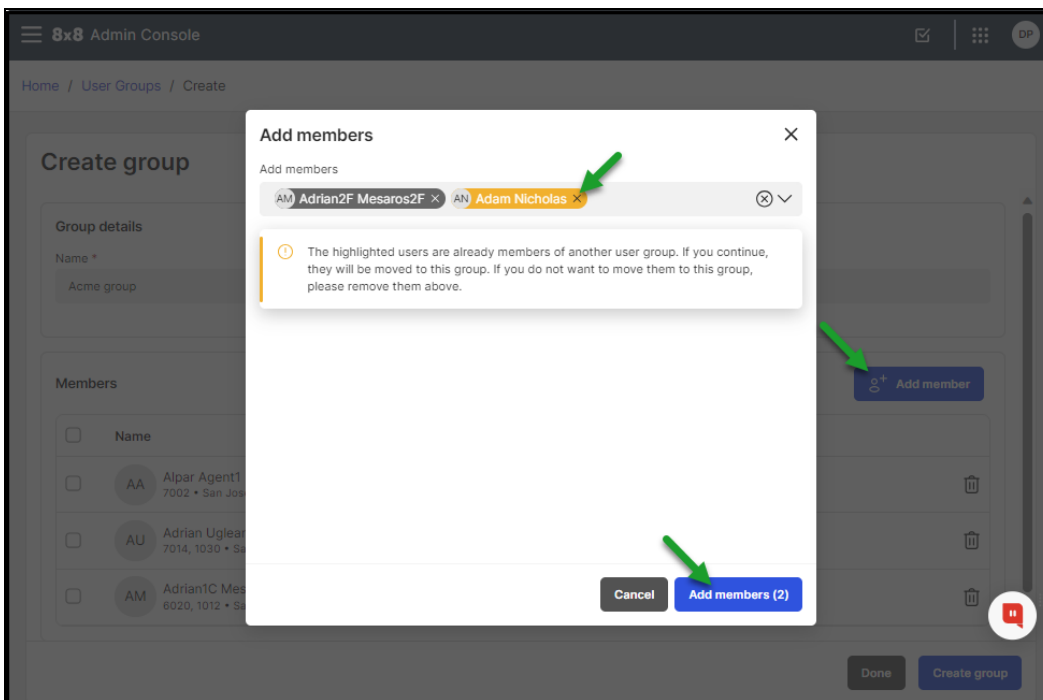 8x8 Admin Console
DP
Home / User Groups / Create
Create group
Group details
Name *
Acme group
Members
Add member
Name
AA
Alpar Agent1
7002 • San Jos
AU
Adrian Uglear
7014, 1030 • Sa
AM
Adrian1C Mes
6020, 1012 • Sa
Done
Create group
Add members
Add members
AM Adrian2F Mesaros2F × AN Adam Nicholas ×
The highlighted users are already members of another user group. If you continue,
they will be moved to this group. If you do not want to move them to this group,
please remove them above.
Cancel
Add members (2)